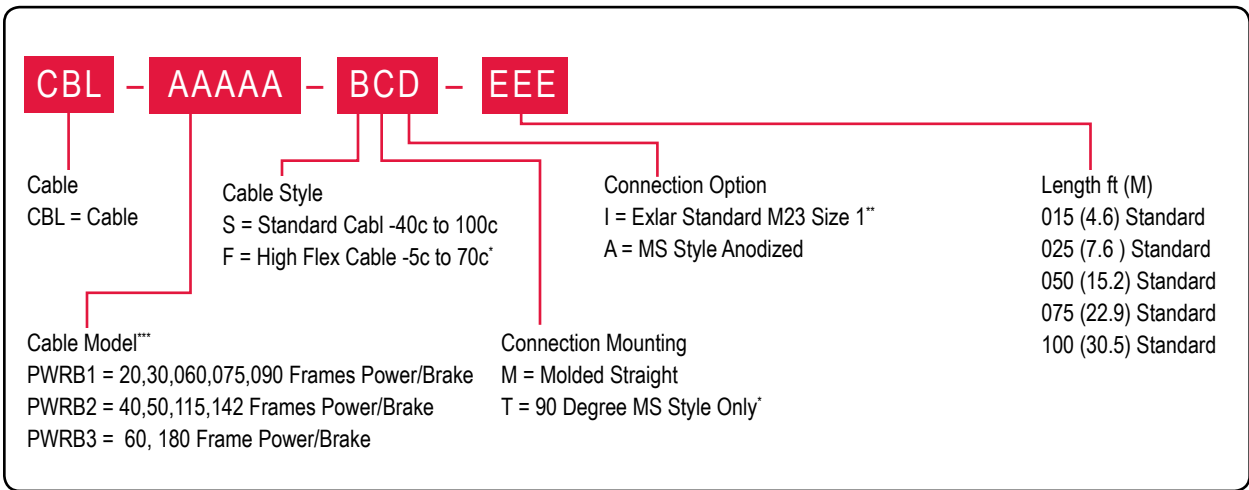 CBL – AAAAA – BCD – EEE
Cable
CBL = Cable
Cable Style
S = Standard Cabl -40c to 100c
F = High Flex Cable -5c to 70c*
Connection Option
I = Exlar Standard M23 Size 1**
A = MS Style Anodized
Length ft (M)
015 (4.6) Standard
025 (7.6 ) Standard
050 (15.2) Standard
075 (22.9) Standard
100 (30.5) Standard
Cable Model***
PWRB1 = 20,30,060,075,090 Frames Power/Brake
PWRB2 = 40,50,115,142 Frames Power/Brake
PWRB3 = 60, 180 Frame Power/Brake
Connection Mounting
M = Molded Straight
T = 90 Degree MS Style Only*